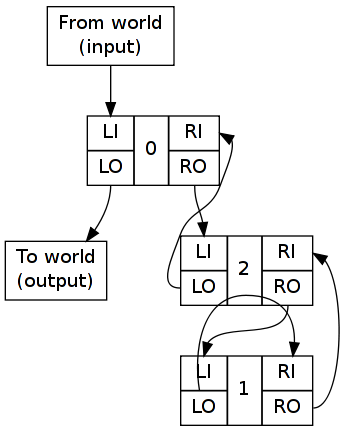 From world
(input)
LI
RI
0
LO
RO
To world
(output)
LI
RI
2
LO
RO
LI
RI
1
LO
RO